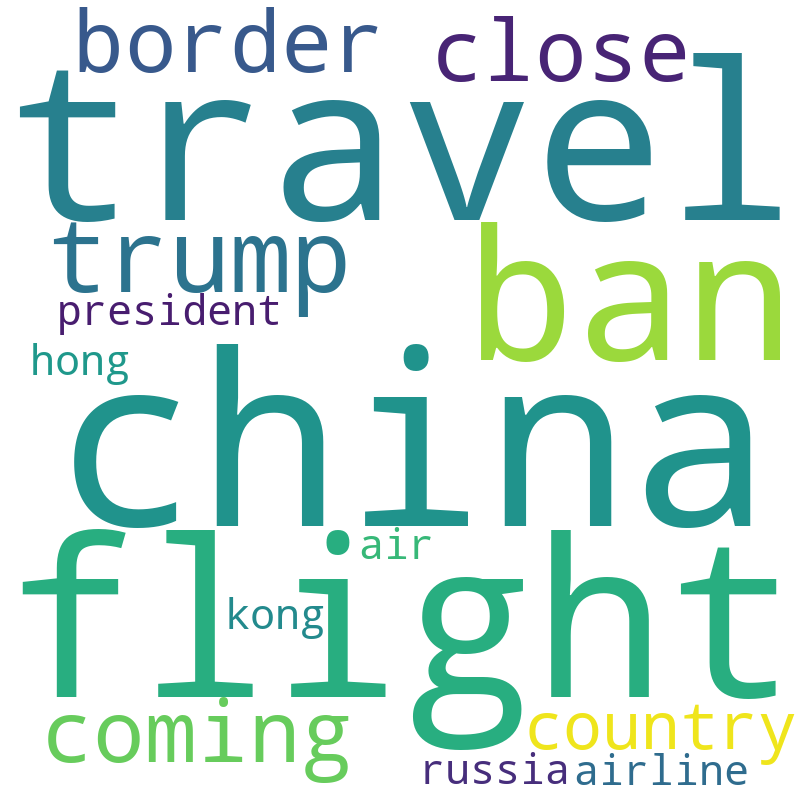 border
close
travel
trump
ban
president
hong
china
flight
air
kong
coming
country
russia
airline